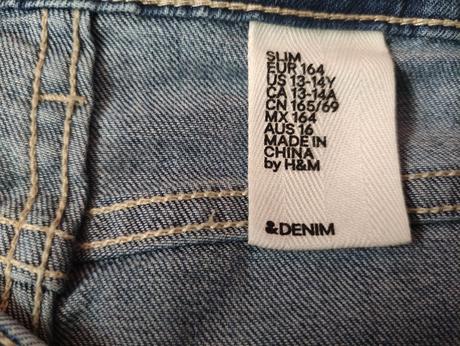 SLIM
EUR 164
US 13-14Y
CA 13-14A
CN 165/69
MX 164
AUS 16
MADE IN
CHINA
by H&M
&DENIM